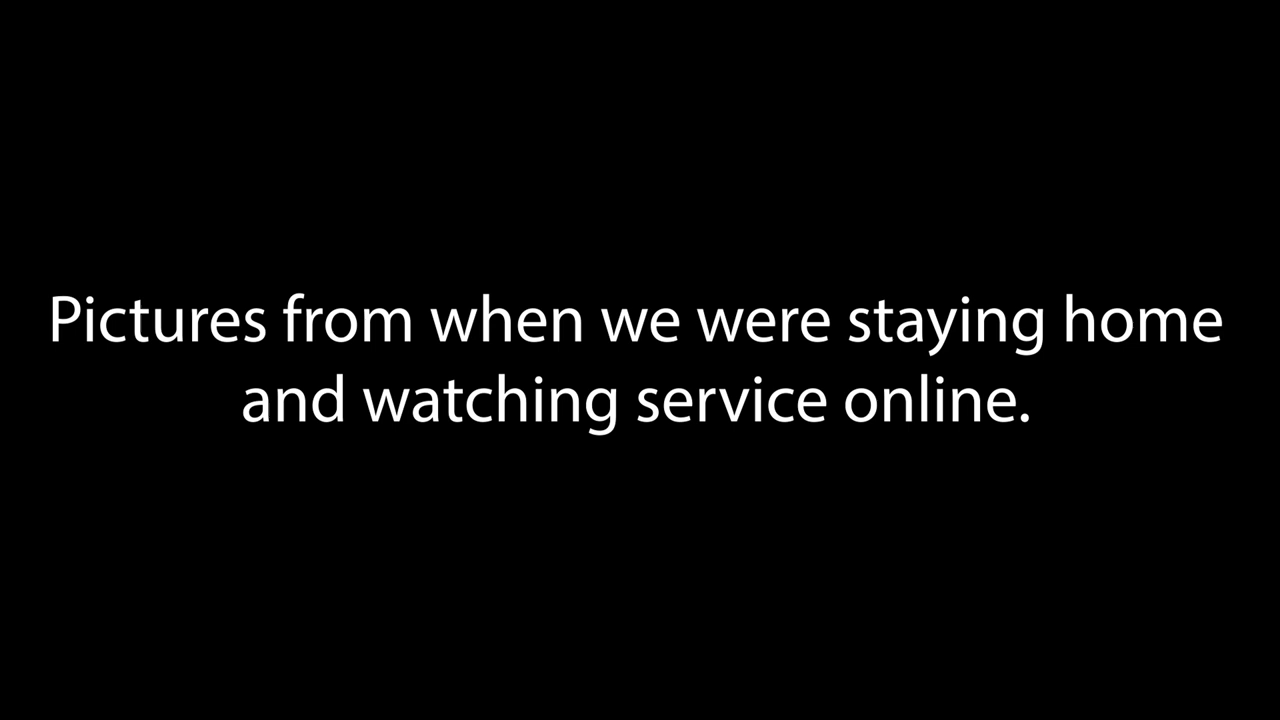 Pictures from when we were staying home
and watching service online.